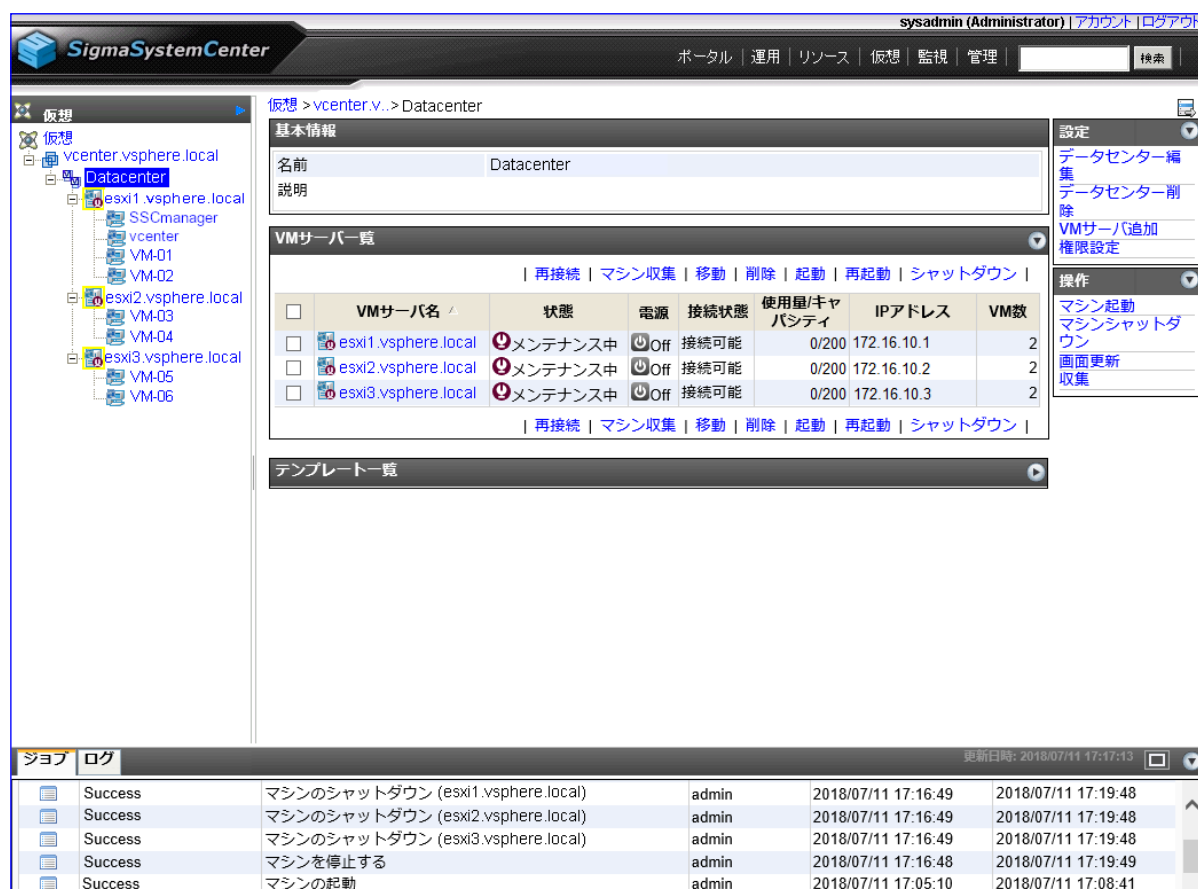 sysadmin (Administrator) | アカウント | ログアウト
SigmaSystemCenter
ポータル | 運用 | リソース | 仮想 | 監視 | 管理 | 検索
仮想
仮想
vcenter.vsphere.local
Datacenter
esxi1.vsphere.local
SSCmanager
vcenter
VM-01
VM-02
esxi2.vsphere.local
VM-03
VM-04
esxi3.vsphere.local
VM-05
VM-06
仮想 > vcenter.v..> Datacenter
基本情報
名前 Datacenter
説明
VMサーバ一覧
| 再接続 | マシン収集 | 移動 | 削除 | 起動 | 再起動 | シャットダウン |
VMサーバ名 状態 電源 接続状態 使用量/キャパシティ IPアドレス VM数
esxi1.vsphere.local メンテナンス中 Off 接続可能 0/200 172.16.10.1 2
esxi2.vsphere.local メンテナンス中 Off 接続可能 0/200 172.16.10.2 2
esxi3.vsphere.local メンテナンス中 Off 接続可能 0/200 172.16.10.3 2
| 再接続 | マシン収集 | 移動 | 削除 | 起動 | 再起動 | シャットダウン |
テンプレート一覧
設定
データセンター編
集
データセンター削
除
VMサーバ追加
権限設定
操作
マシン起動
マシンシャットダ
ウン
画面更新
収集
ジョブ ログ 更新日時: 2018/07/11 17:17:13
Success マシンのシャットダウン (esxi1.vsphere.local) admin 2018/07/11 17:16:49 2018/07/11 17:19:48
Success マシンのシャットダウン (esxi2.vsphere.local) admin 2018/07/11 17:16:49 2018/07/11 17:19:48
Success マシンのシャットダウン (esxi3.vsphere.local) admin 2018/07/11 17:16:49 2018/07/11 17:19:48
Success マシンを停止する admin 2018/07/11 17:16:48 2018/07/11 17:19:49
Success マシンの起動 admin 2018/07/11 17:05:10 2018/07/11 17:08:41